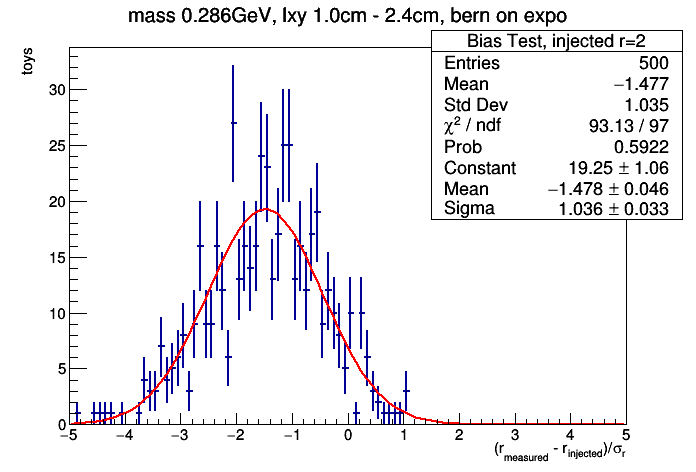 mass 0.286GeV, lxy 1.0cm - 2.4cm, bern on expo
toys
Bias Test, injected r=2
Entries 500
Mean −1.477
Std Dev 1.035
χ² / ndf 93.13 / 97
Prob 0.5922
Constant 19.25 ± 1.06
Mean −1.478 ± 0.046
Sigma 1.036 ± 0.033
30
25
20
15
10
5
0
−5 −4 −3 −2 −1 0 1 2 3 4 5
(r_measured - r_injected)/σ_r